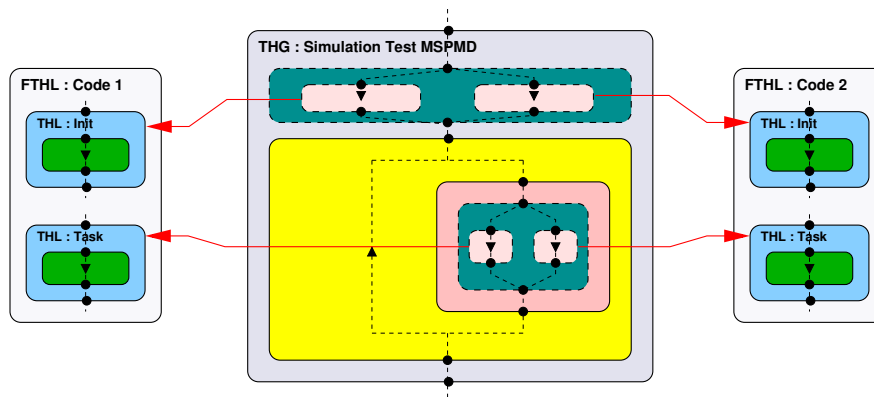 THG : Simulation Test MSPMD
FTHL : Code 1
THL : Init
THL : Task
FTHL : Code 2
THL : Init
THL : Task